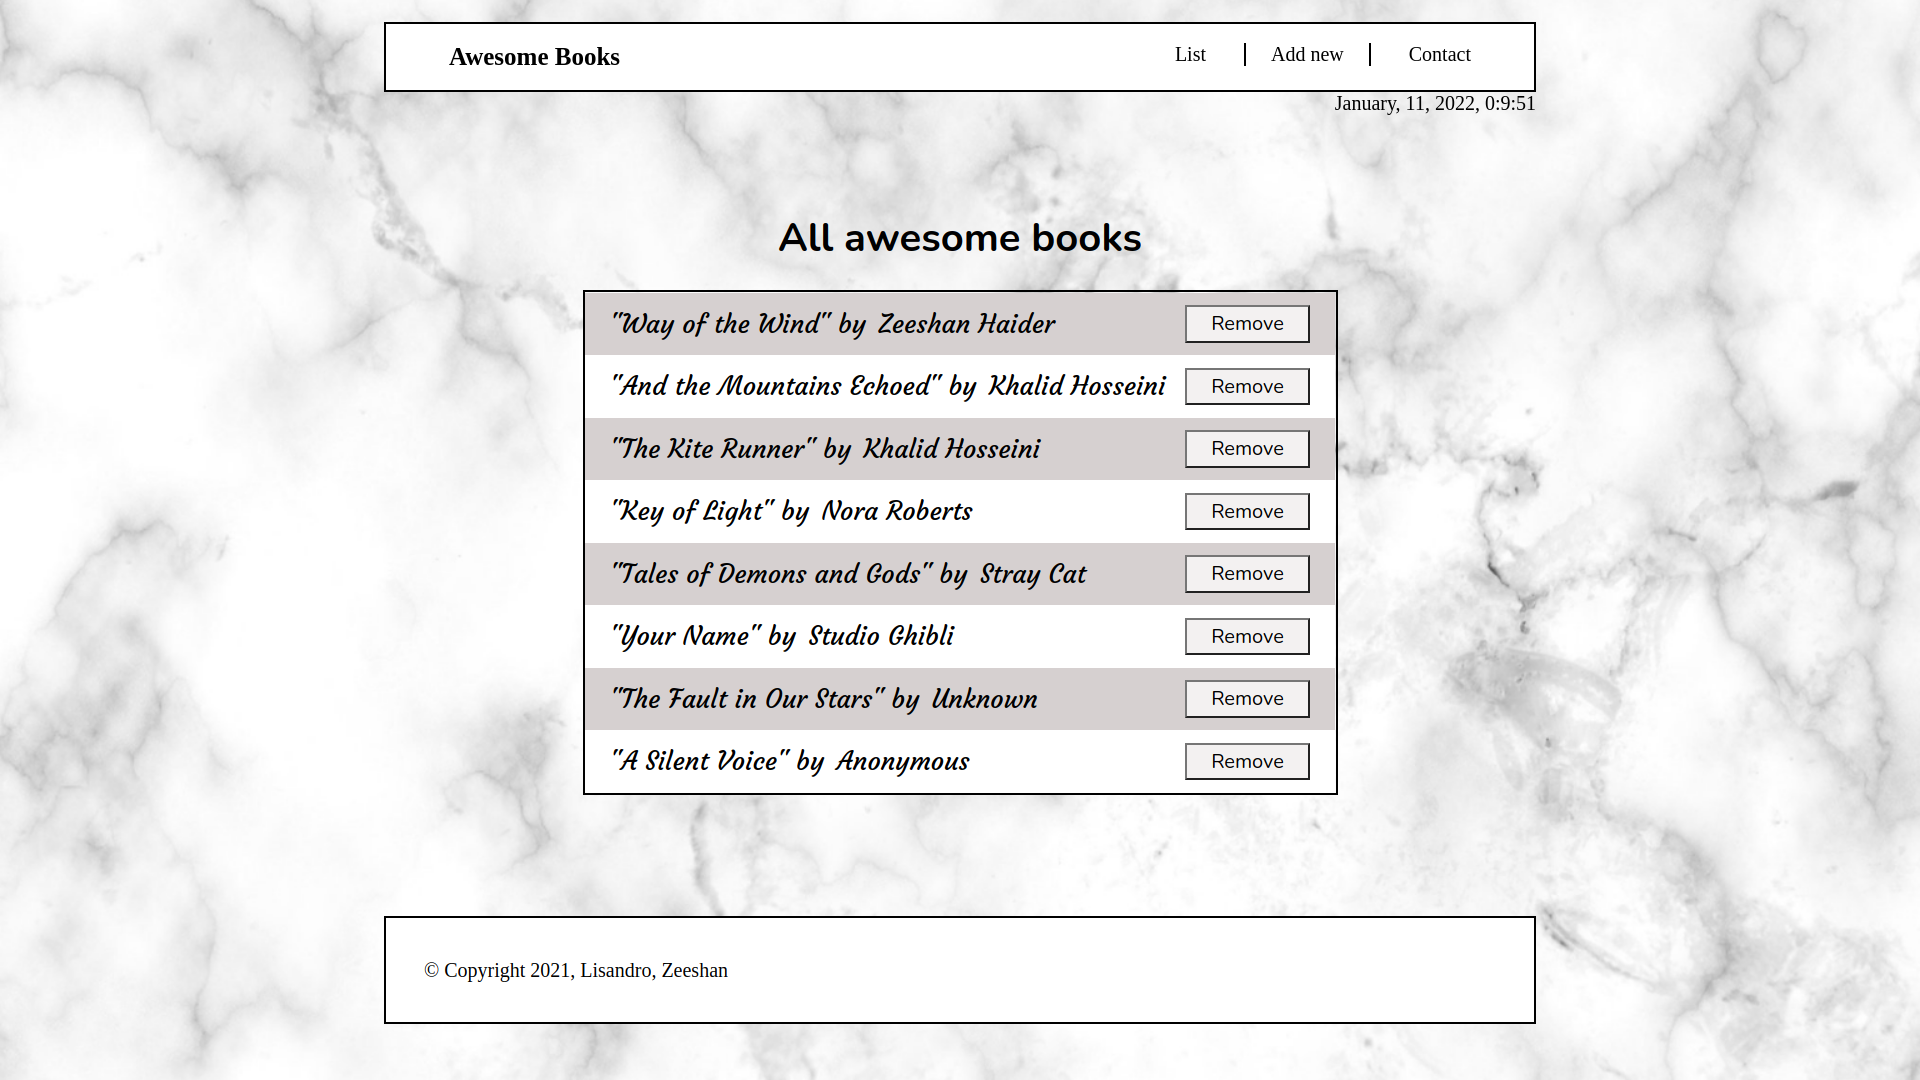 Awesome Books
List
Add new
Contact
January, 11, 2022, 0:9:51
All awesome books
"Way of the Wind" by Zeeshan Haider Remove
"And the Mountains Echoed" by Khalid Hosseini Remove
"The Kite Runner" by Khalid Hosseini Remove
"Key of Light" by Nora Roberts Remove
"Tales of Demons and Gods" by Stray Cat Remove
"Your Name" by Studio Ghibli Remove
"The Fault in Our Stars" by Unknown Remove
"A Silent Voice" by Anonymous Remove
© Copyright 2021, Lisandro, Zeeshan